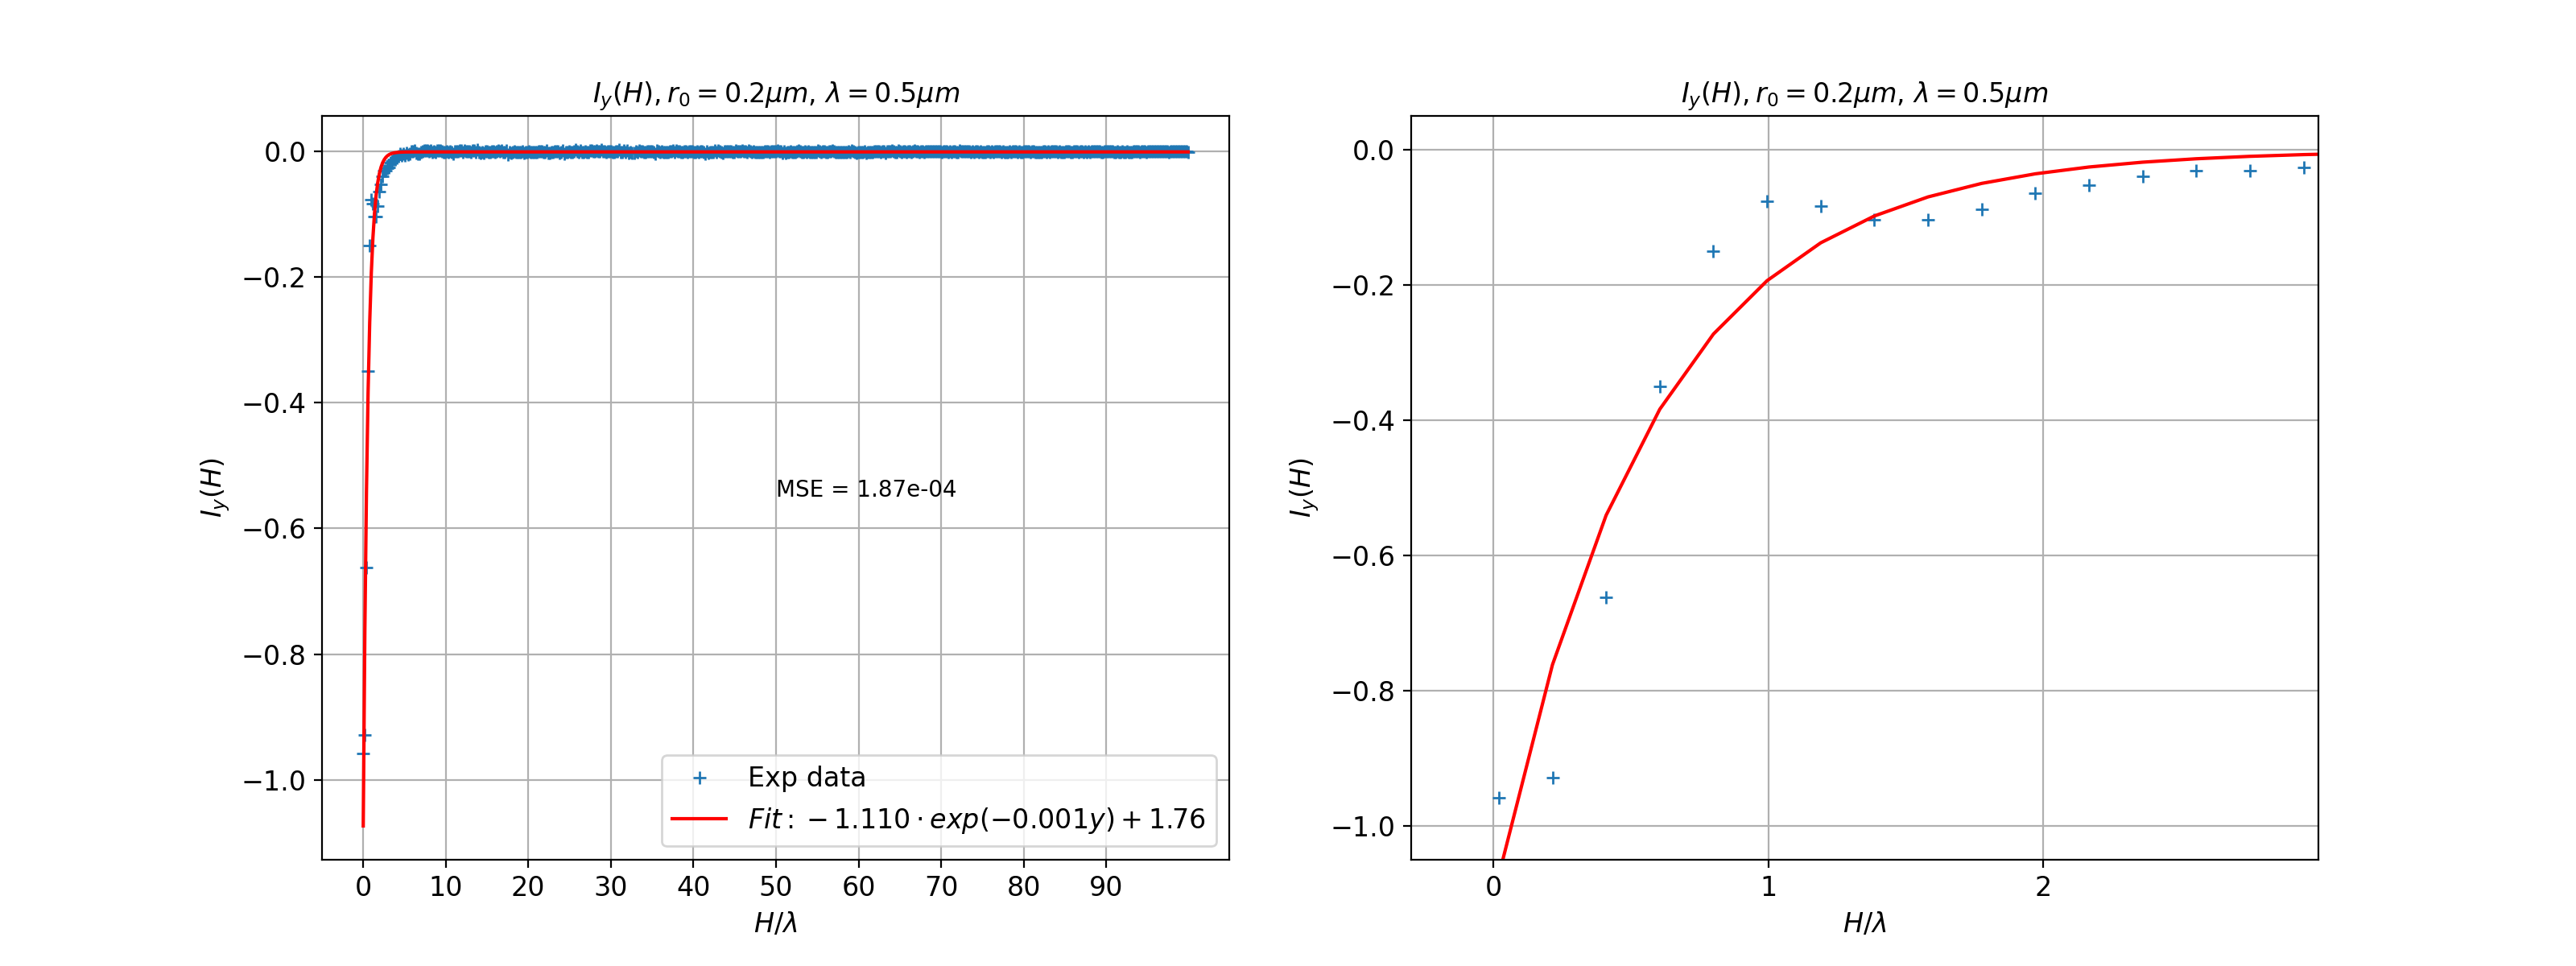 I_y(H), r_0 = 0.2μm, λ = 0.5μm
0.0
−0.2
−0.4
−0.6
−0.8
−1.0
I_y(H)
MSE = 1.87e-04
Exp data
Fit: −1.110 · exp(−0.001y) + 1.76
0 10 20 30 40 50 60 70 80 90
H/λ
I_y(H), r_0 = 0.2μm, λ = 0.5μm
0.0
−0.2
−0.4
−0.6
−0.8
−1.0
I_y(H)
0 1 2
H/λ